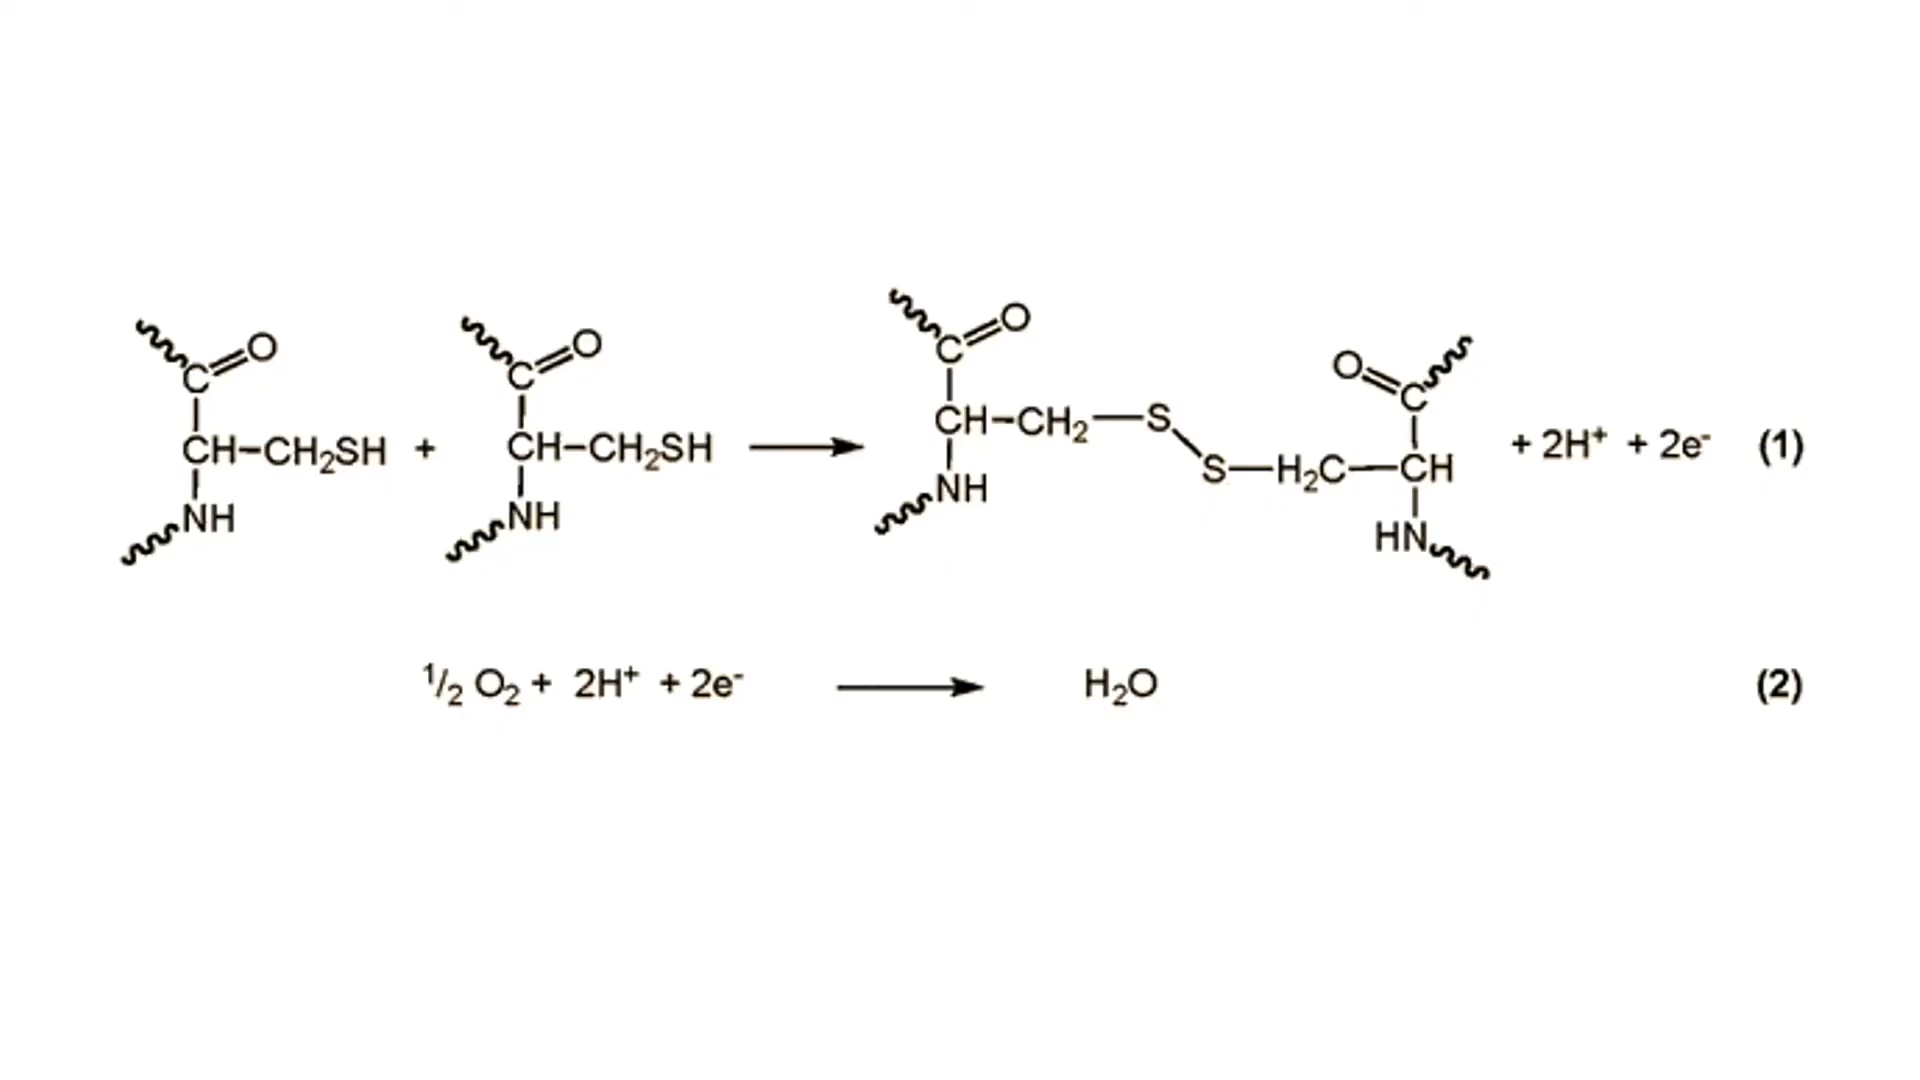 O O O O
C C C C
CH–CH₂SH + CH–CH₂SH CH–CH₂—S S—H₂C—CH + 2H⁺ + 2e⁻ (1)
NH NH NH HN
¹/₂ O₂ + 2H⁺ + 2e⁻ H₂O (2)